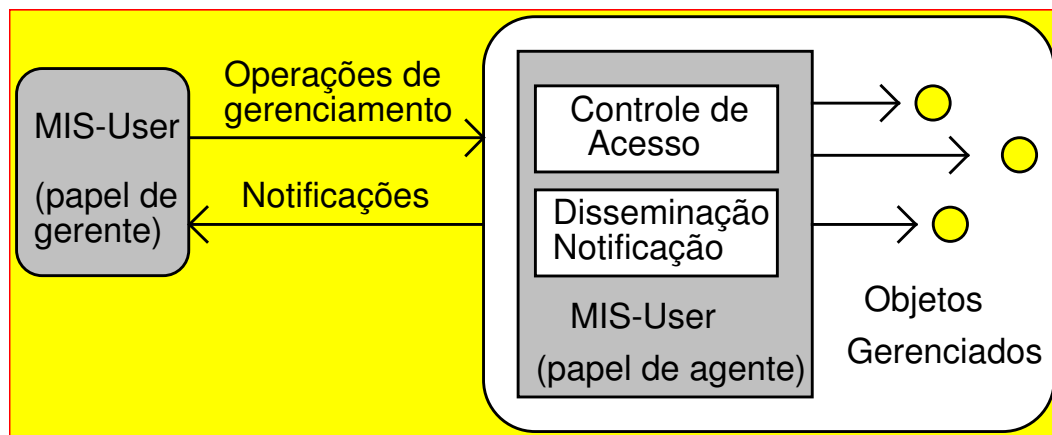 MIS-User
(papel de
gerente)
Operações de
gerenciamento
Notificações
Controle de
Acesso
Disseminação
Notificação
MIS-User
(papel de agente)
Objetos
Gerenciados